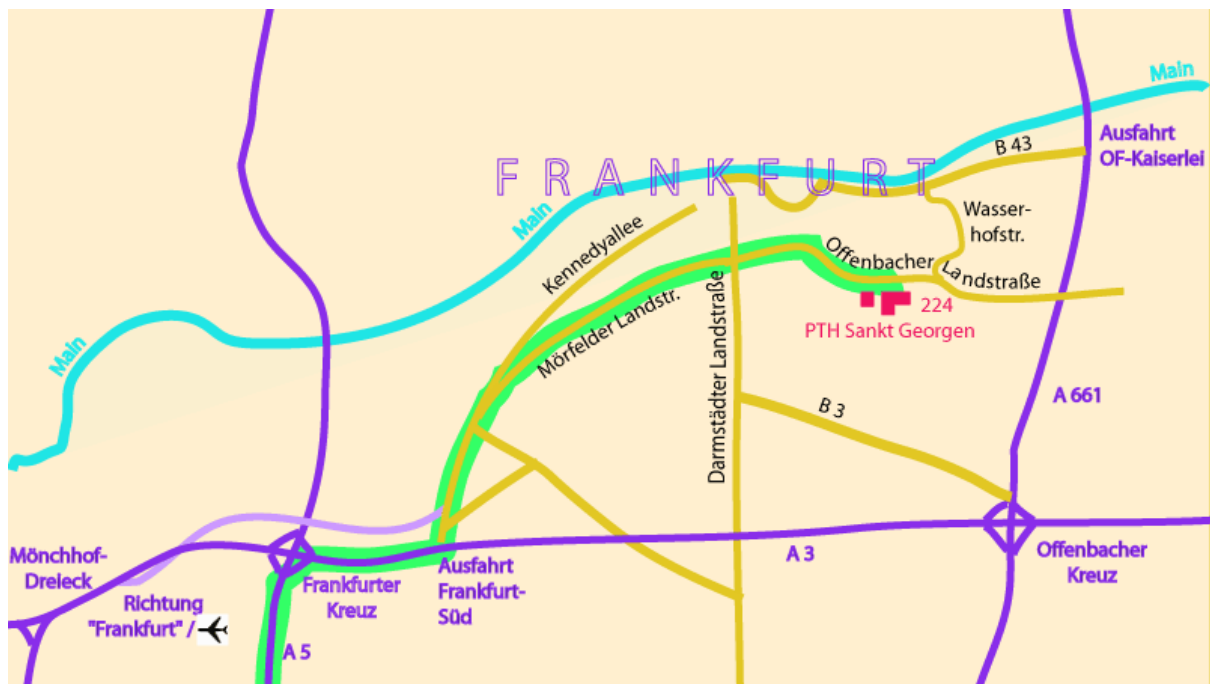 Main
Ausfahrt
OF-Kaiserlei
B 43
FRANKFURT
Main
Wasser-
hofstr.
Kennedyallee
Offenbacher Landstraße
224
PTH Sankt Georgen
Main
Mörfelder Landstr.
Darmstädter Landstraße
B 3
A 661
A 3
Mönchhof-
Dreieck
Richtung
"Frankfurt" /
Frankfurter
Kreuz
Ausfahrt
Frankfurt-
Süd
Offenbacher
Kreuz
A 5